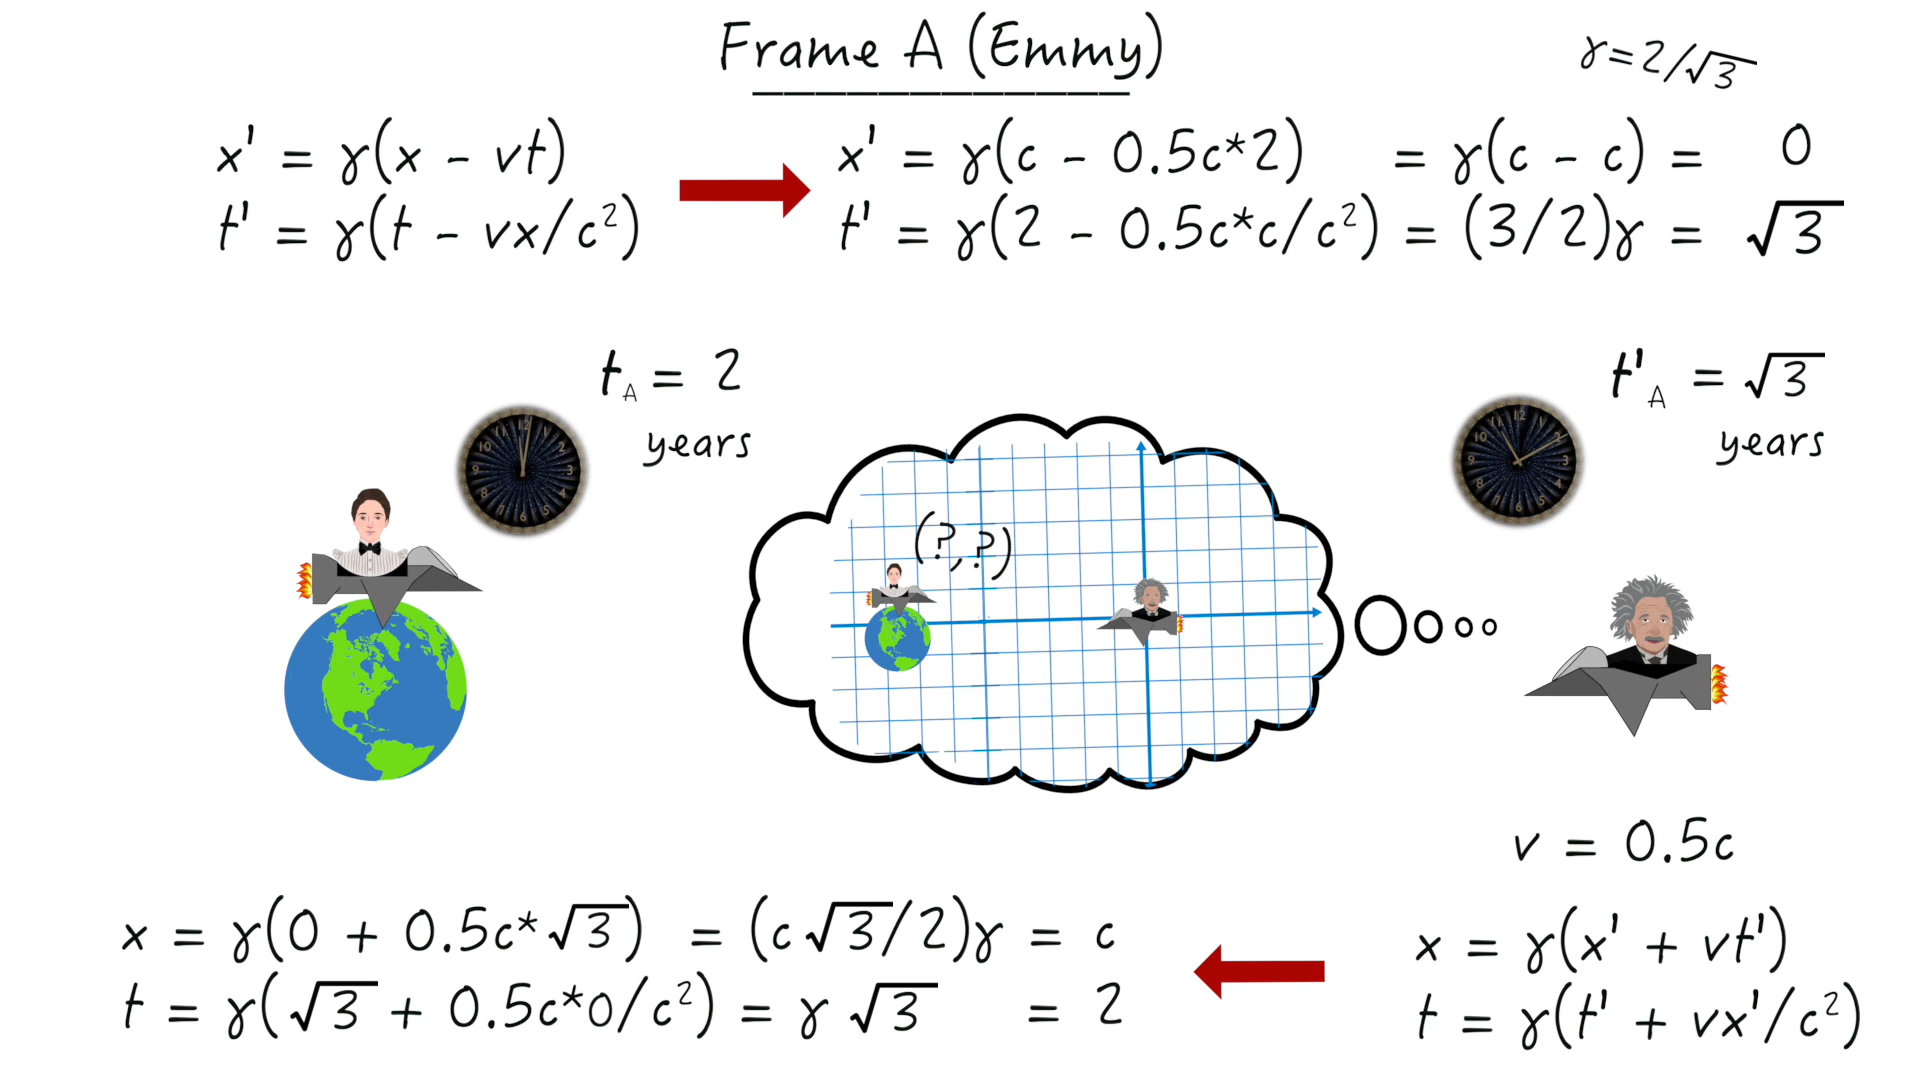 Frame A (Emmy)
γ = 2/√3
x' = γ(x - vt)
x' = γ(c - 0.5c*2) = γ(c - c) = 0
t' = γ(t - vx/c²)
t' = γ(2 - 0.5c*c/c²) = (3/2)γ = √3
t_A = 2
years
t'_A = √3
years
(?,?)
v = 0.5c
x = γ(0 + 0.5c*√3) = (c√3/2)γ = c
t = γ(√3 + 0.5c*0/c²) = γ√3 = 2
x = γ(x' + vt')
t = γ(t' + vx'/c²)